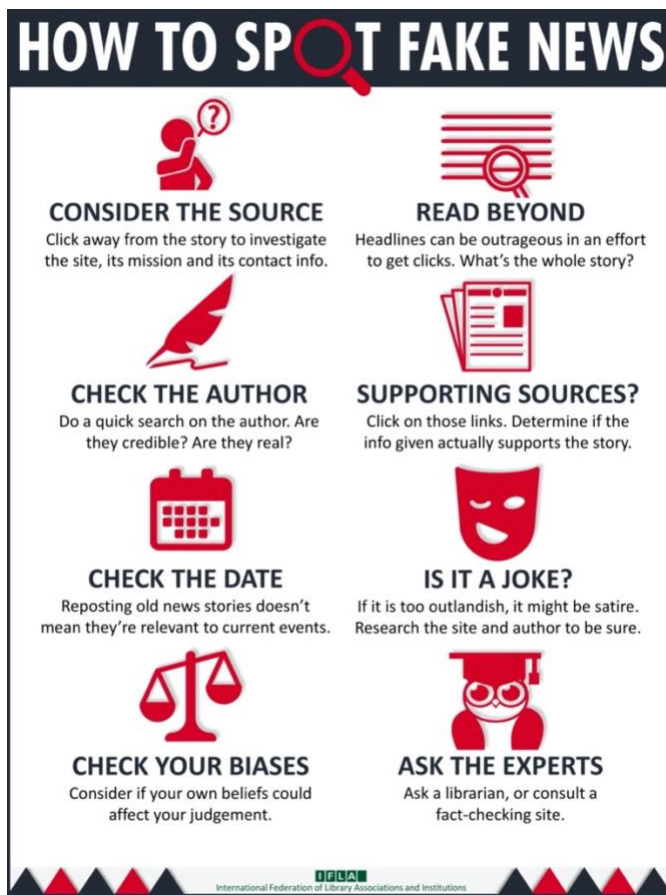 HOW TO SPOT FAKE NEWS
?
CONSIDER THE SOURCE
Click away from the story to investigate
the site, its mission and its contact info.
READ BEYOND
Headlines can be outrageous in an effort
to get clicks. What's the whole story?
CHECK THE AUTHOR
Do a quick search on the author. Are
they credible? Are they real?
SUPPORTING SOURCES?
Click on those links. Determine if the
info given actually supports the story.
CHECK THE DATE
Reposting old news stories doesn't
mean they're relevant to current events.
IS IT A JOKE?
If it is too outlandish, it might be satire.
Research the site and author to be sure.
CHECK YOUR BIASES
Consider if your own beliefs could
affect your judgement.
ASK THE EXPERTS
Ask a librarian, or consult a
fact-checking site.
IFLA
International Federation of Library Associations and Institutions